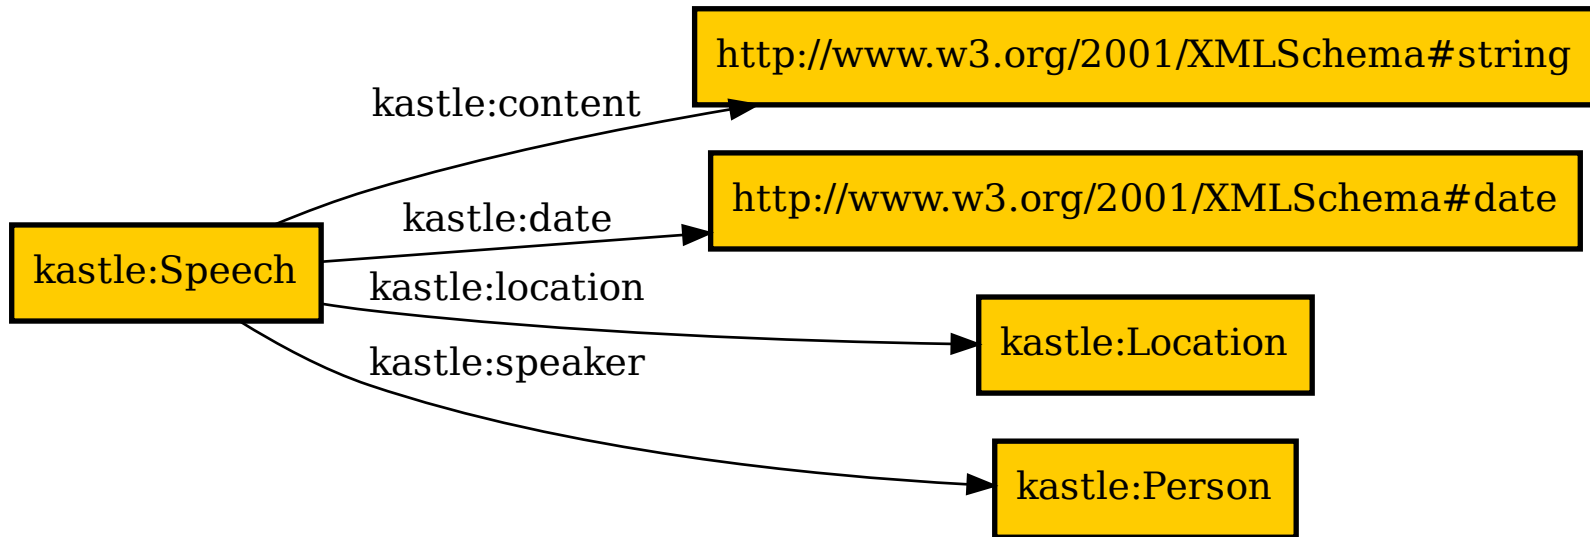 http://www.w3.org/2001/XMLSchema#string
kastle:content
http://www.w3.org/2001/XMLSchema#date
kastle:date
kastle:Speech
kastle:location
kastle:Location
kastle:speaker
kastle:Person